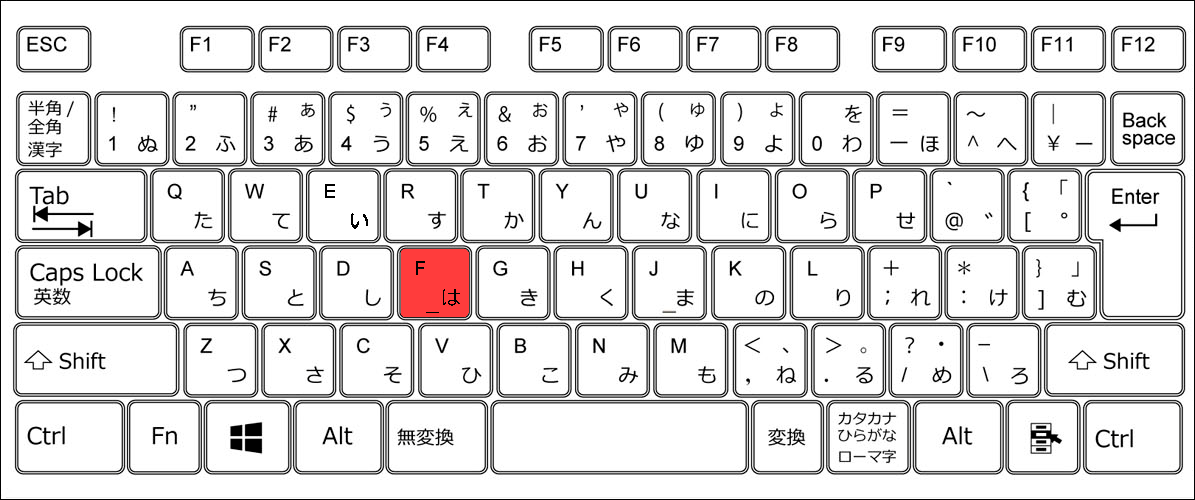 ESC F1 F2 F3 F4 F5 F6 F7 F8 F9 F10 F11 F12
半角/ ! ” # ぁ $ ぅ % ぇ & ぉ ’ ゃ ( ゅ ) ょ を = ～ | Back
全角 1 ぬ 2 ふ 3 あ 4 う 5 え 6 お 7 や 8 ゆ 9 よ 0 わ ー ほ ^ へ ¥ ー space
漢字
Tab Q W E R T Y U I O P ` { 「 Enter
た て い す か ん な に ら せ @ ゛ [ ゜
Caps Lock A S D F G H J K L + * } 」
英数 ち と し _は き く _ま の り ; れ : け ] む
Shift Z X C V B N M < 、 > 。 ? ・ - Shift
つ さ そ ひ こ み も , ね . る / め \ ろ
Ctrl Fn Alt 無変換 変換 カタカナ Alt Ctrl
ひらがな
ローマ字